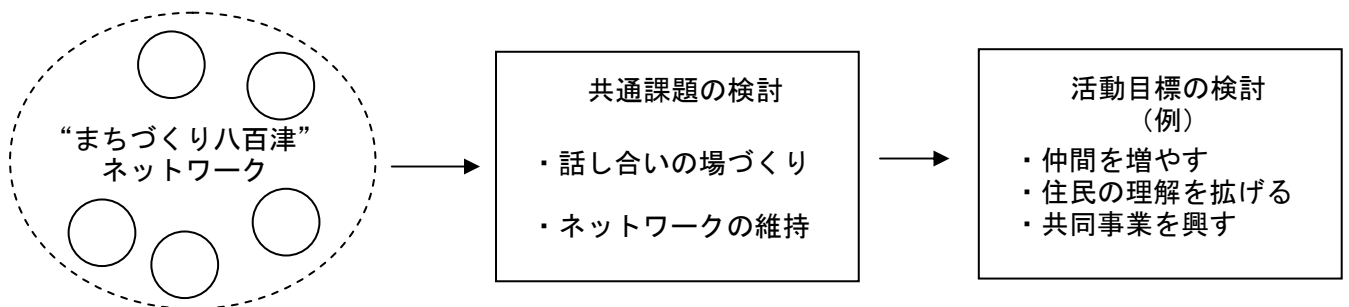 “まちづくり八百津”
ネットワーク
共通課題の検討
・話し合いの場づくり
・ネットワークの維持
活動目標の検討
（例）
・仲間を増やす
・住民の理解を拡げる
・共同事業を興す